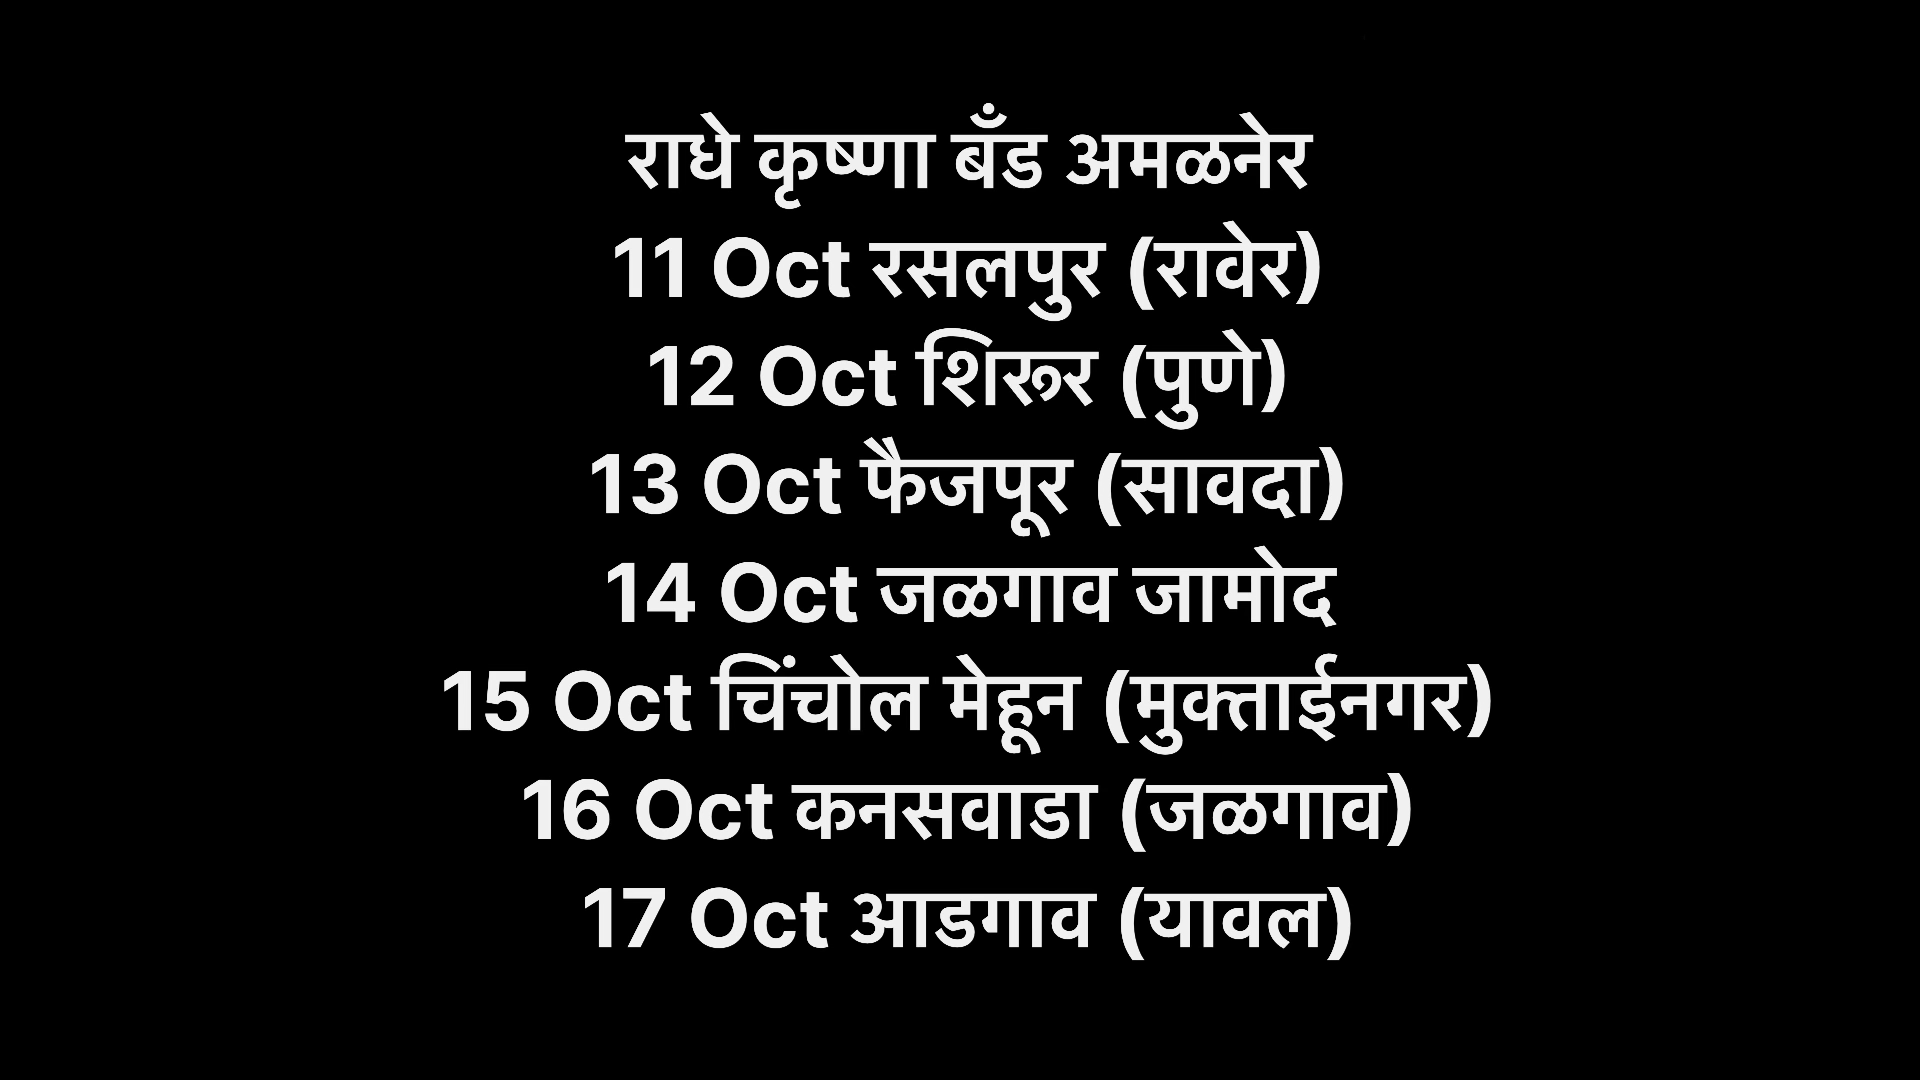 राधे कृष्णा बँड अमळनेर
11 Oct रसलपुर (रावेर)
12 Oct शिरूर (पुणे)
13 Oct फैजपूर (सावदा)
14 Oct जळगाव जामोद
15 Oct चिंचोल मेहून (मुक्ताईनगर)
16 Oct कनसवाडा (जळगाव)
17 Oct आडगाव (यावल)